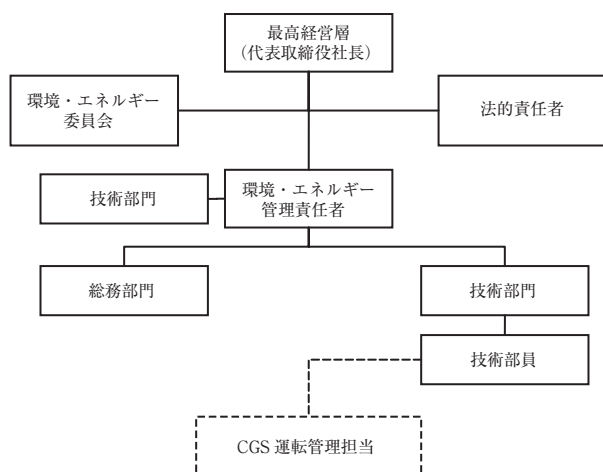 最高経営層
（代表取締役社長）
環境・エネルギー
委員会
法的責任者
技術部門
環境・エネルギー
管理責任者
総務部門
技術部門
技術部員
CGS 運転管理担当